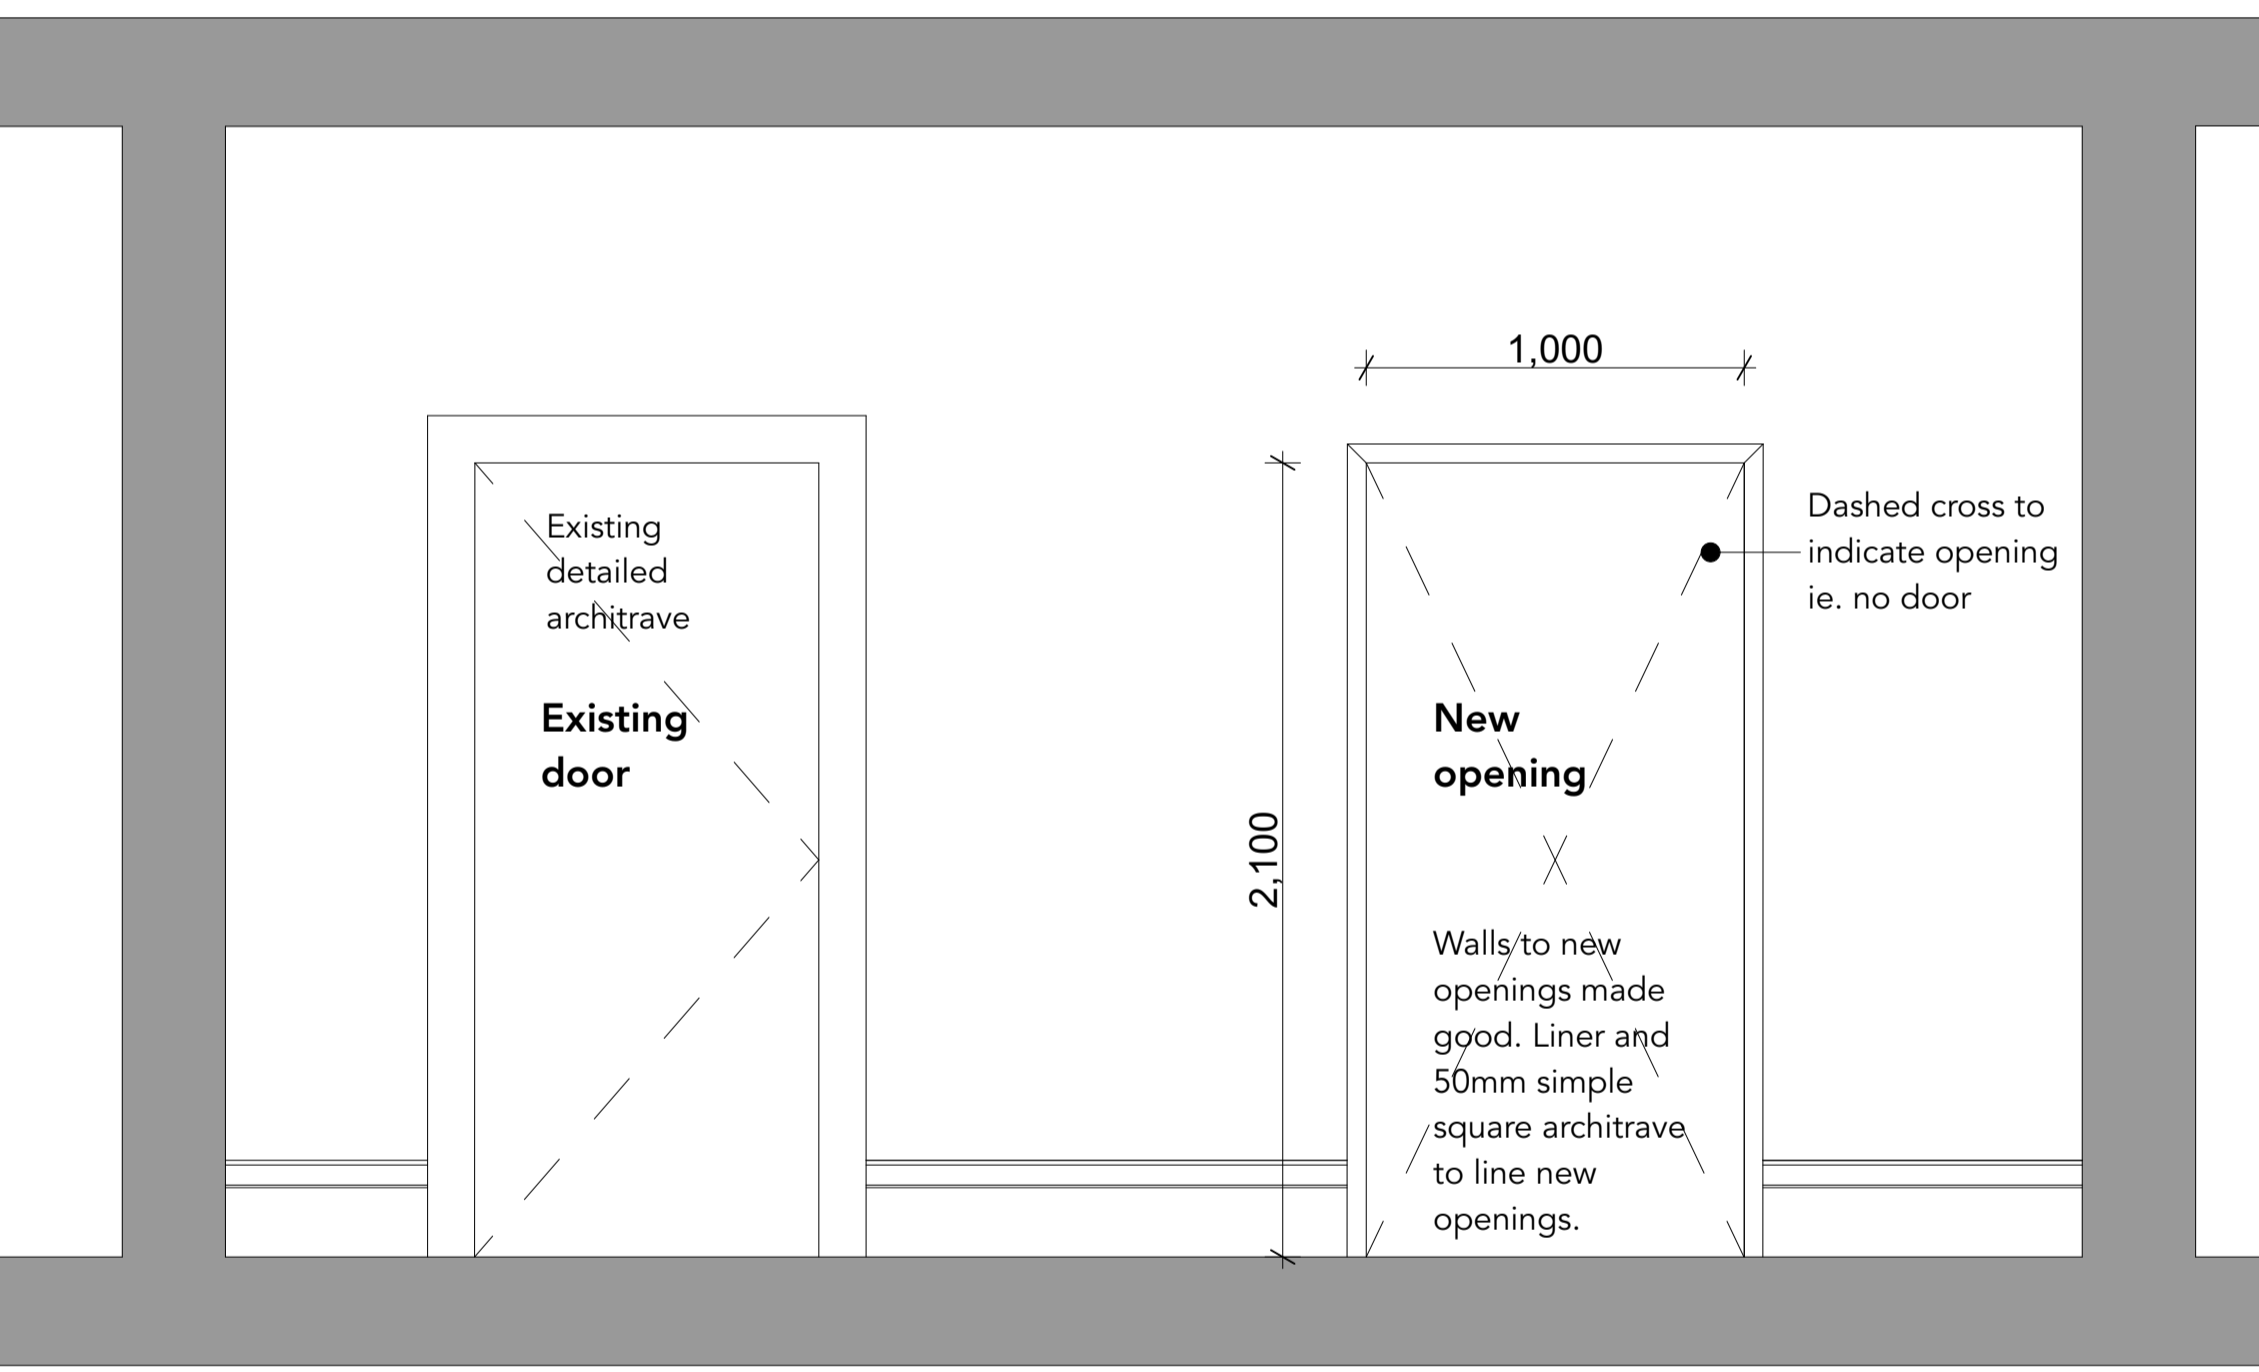 1,000
Existing
detailed
architrave
Existing
door
2,100
Dashed cross to
indicate opening
ie. no door
New
opening
Walls to new
openings made
good. Liner and
50mm simple
square architrave
to line new
openings.